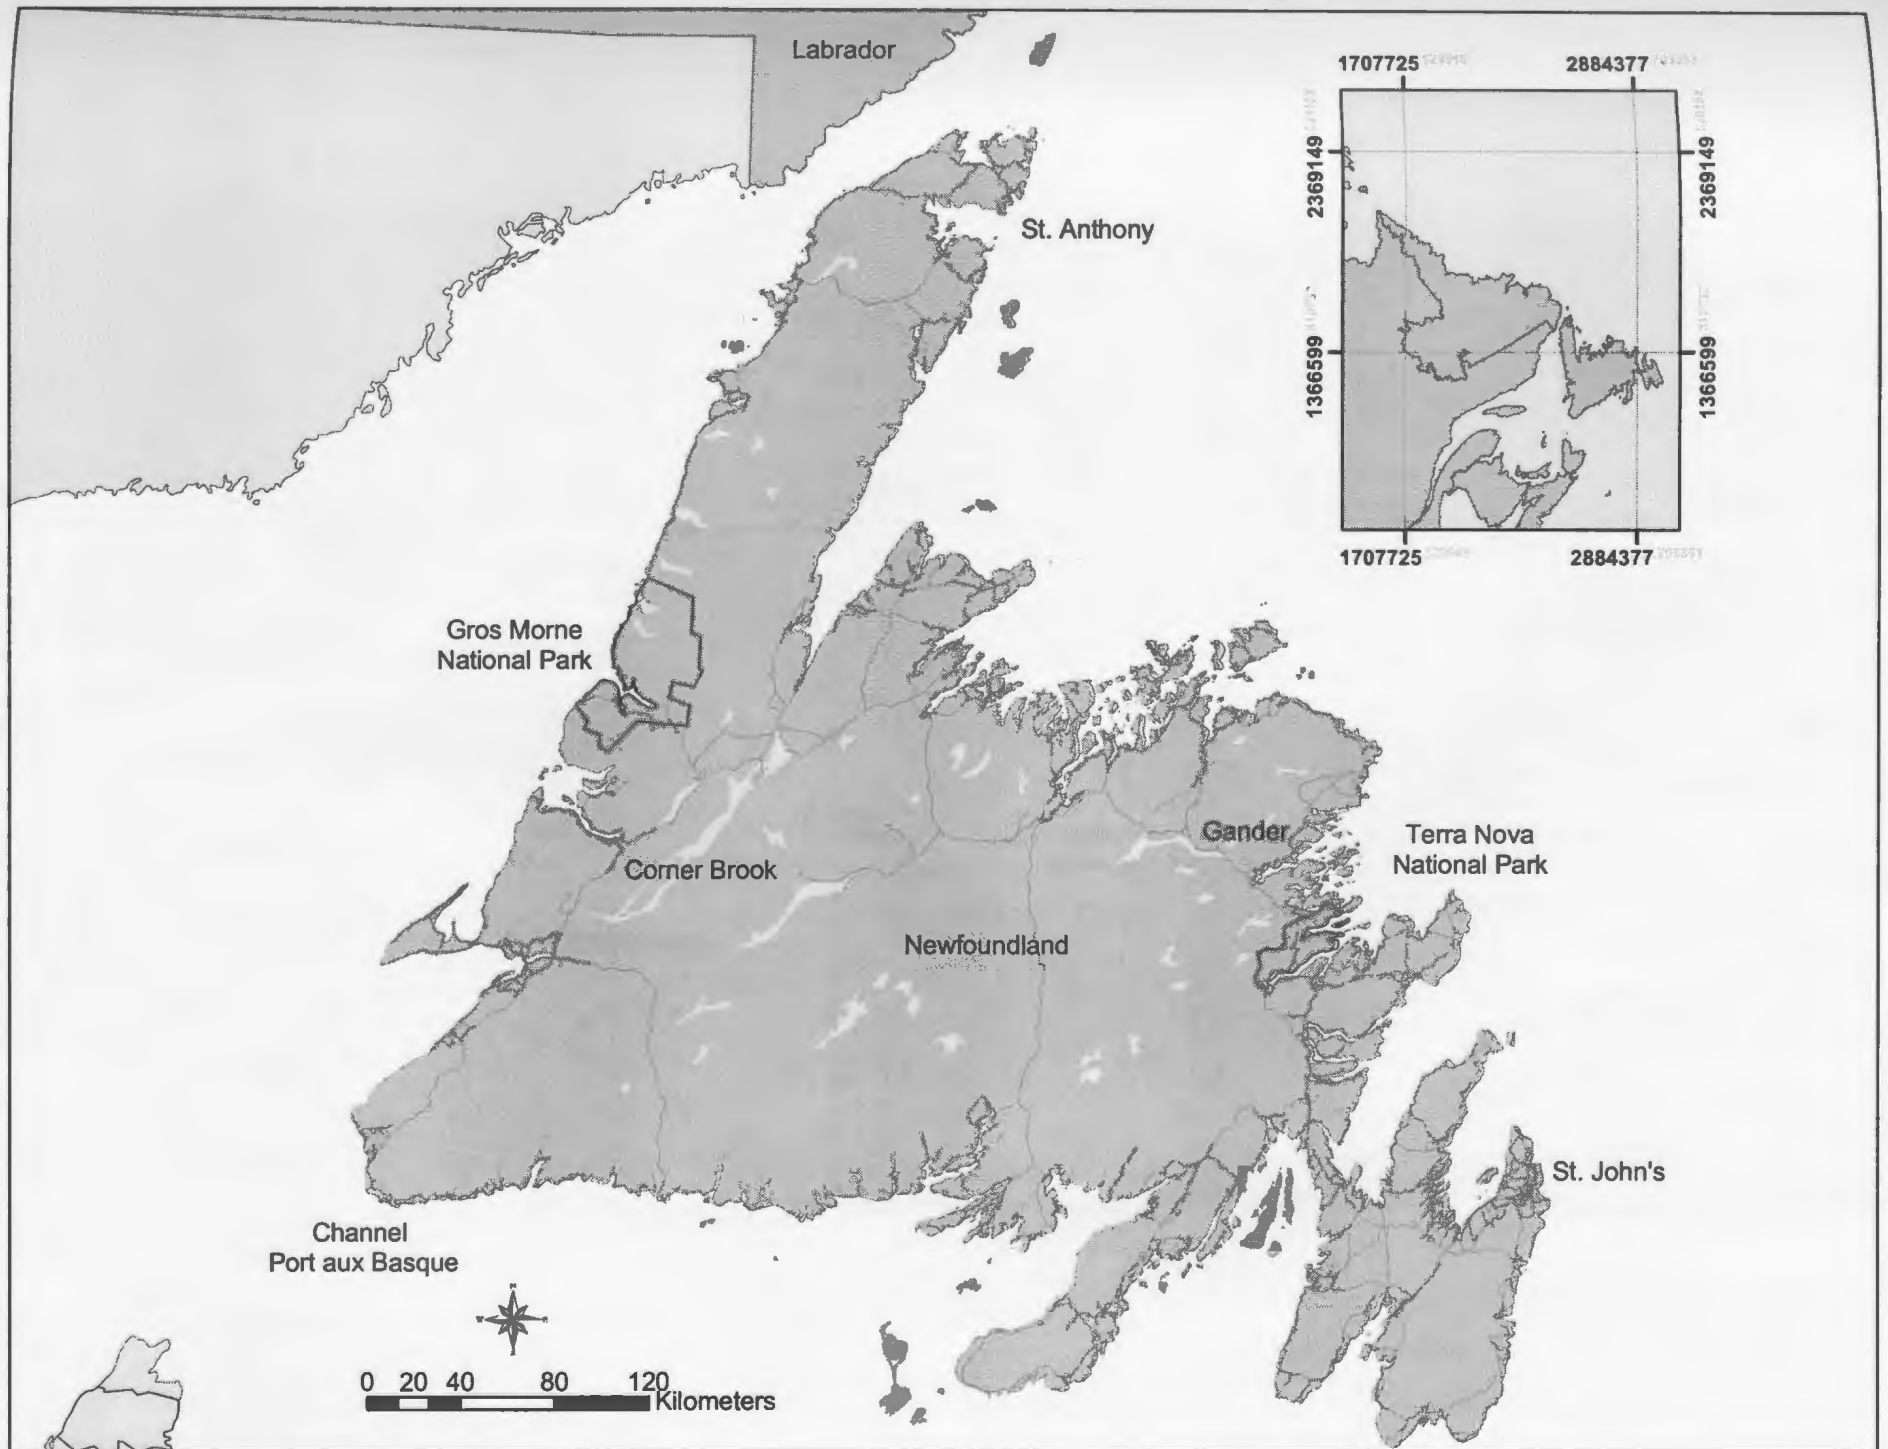 Labrador
1707725
2884377
2369149
2369149
St. Anthony
1366599
1366599
1707725
2884377
Gros Morne
National Park
Gander
Terra Nova
National Park
Corner Brook
Newfoundland
St. John's
Channel
Port aux Basque
0 20 40 80 120
Kilometers